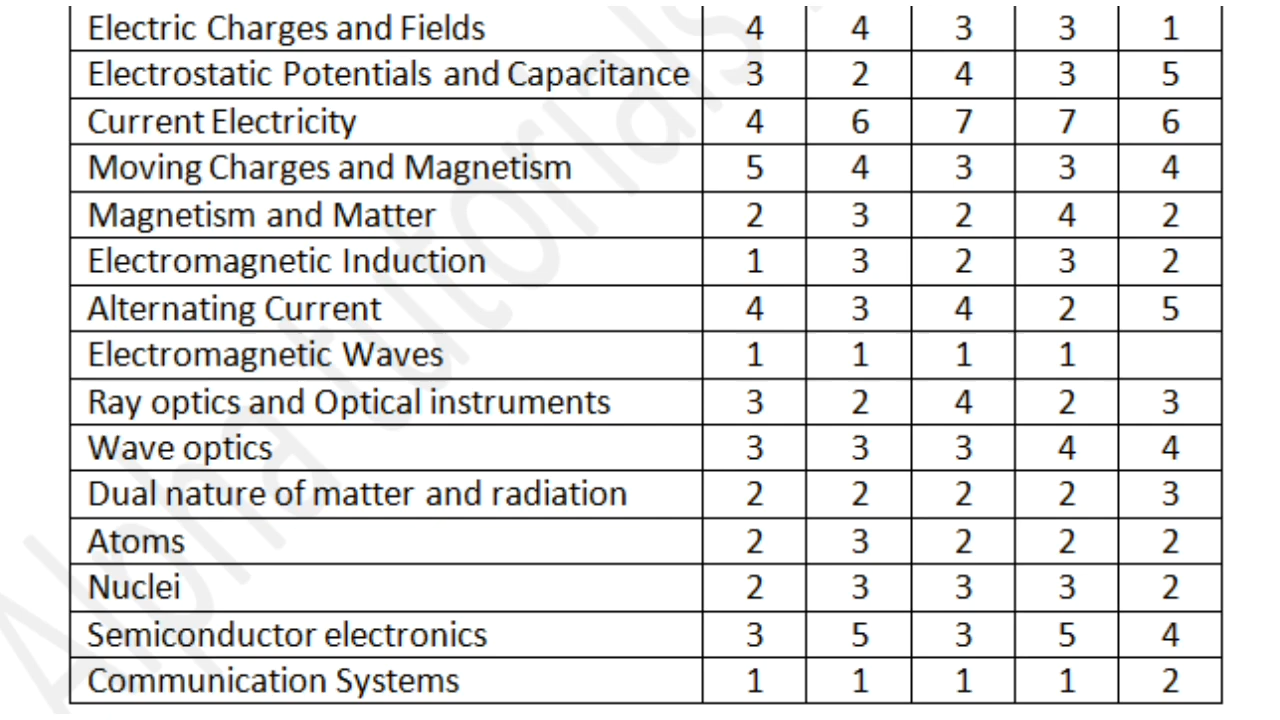 Electric Charges and Fields 4 4 3 3 1
Electrostatic Potentials and Capacitance 3 2 4 3 5
Current Electricity 4 6 7 7 6
Moving Charges and Magnetism 5 4 3 3 4
Magnetism and Matter 2 3 2 4 2
Electromagnetic Induction 1 3 2 3 2
Alternating Current 4 3 4 2 5
Electromagnetic Waves 1 1 1 1
Ray optics and Optical instruments 3 2 4 2 3
Wave optics 3 3 3 4 4
Dual nature of matter and radiation 2 2 2 2 3
Atoms 2 3 2 2 2
Nuclei 2 3 3 3 2
Semiconductor electronics 3 5 3 5 4
Communication Systems 1 1 1 1 2
Alpha tutorials